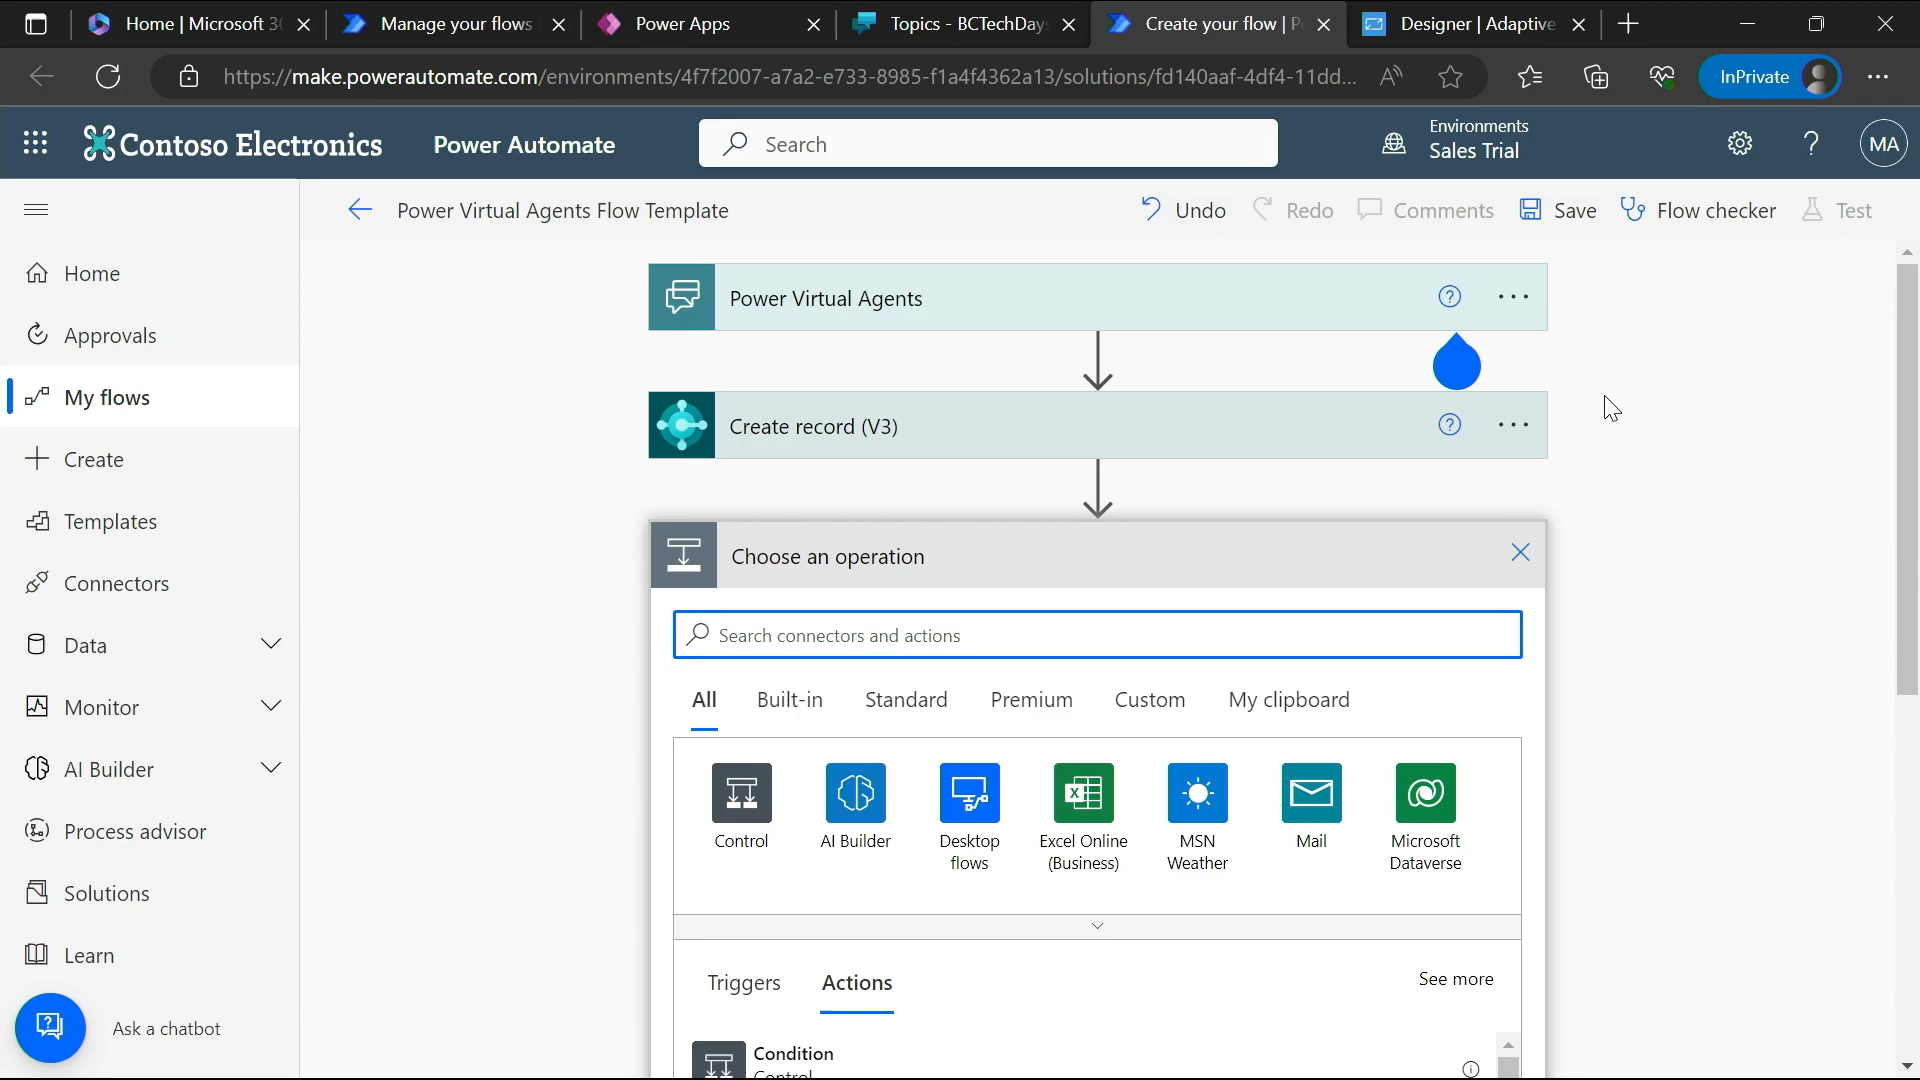 Home | Microsoft 36
Manage your flows
Power Apps
Topics - BCTechDay
Create your flow | P
Designer | Adaptive
https://make.powerautomate.com/environments/4f7f2007-a7a2-e733-8985-f1a4f4362a13/solutions/fd140aaf-4df4-11dd...
InPrivate
Contoso Electronics
Power Automate
Search
Environments
Sales Trial
MA
Power Virtual Agents Flow Template
Undo
Redo
Comments
Save
Flow checker
Test
Home
Approvals
My flows
Create
Templates
Connectors
Data
Monitor
AI Builder
Process advisor
Solutions
Learn
Ask a chatbot
Power Virtual Agents
Create record (V3)
Choose an operation
Search connectors and actions
All
Built-in
Standard
Premium
Custom
My clipboard
Control
AI Builder
Desktop
flows
Excel Online
(Business)
MSN
Weather
Mail
Microsoft
Dataverse
Triggers
Actions
See more
Condition
Control